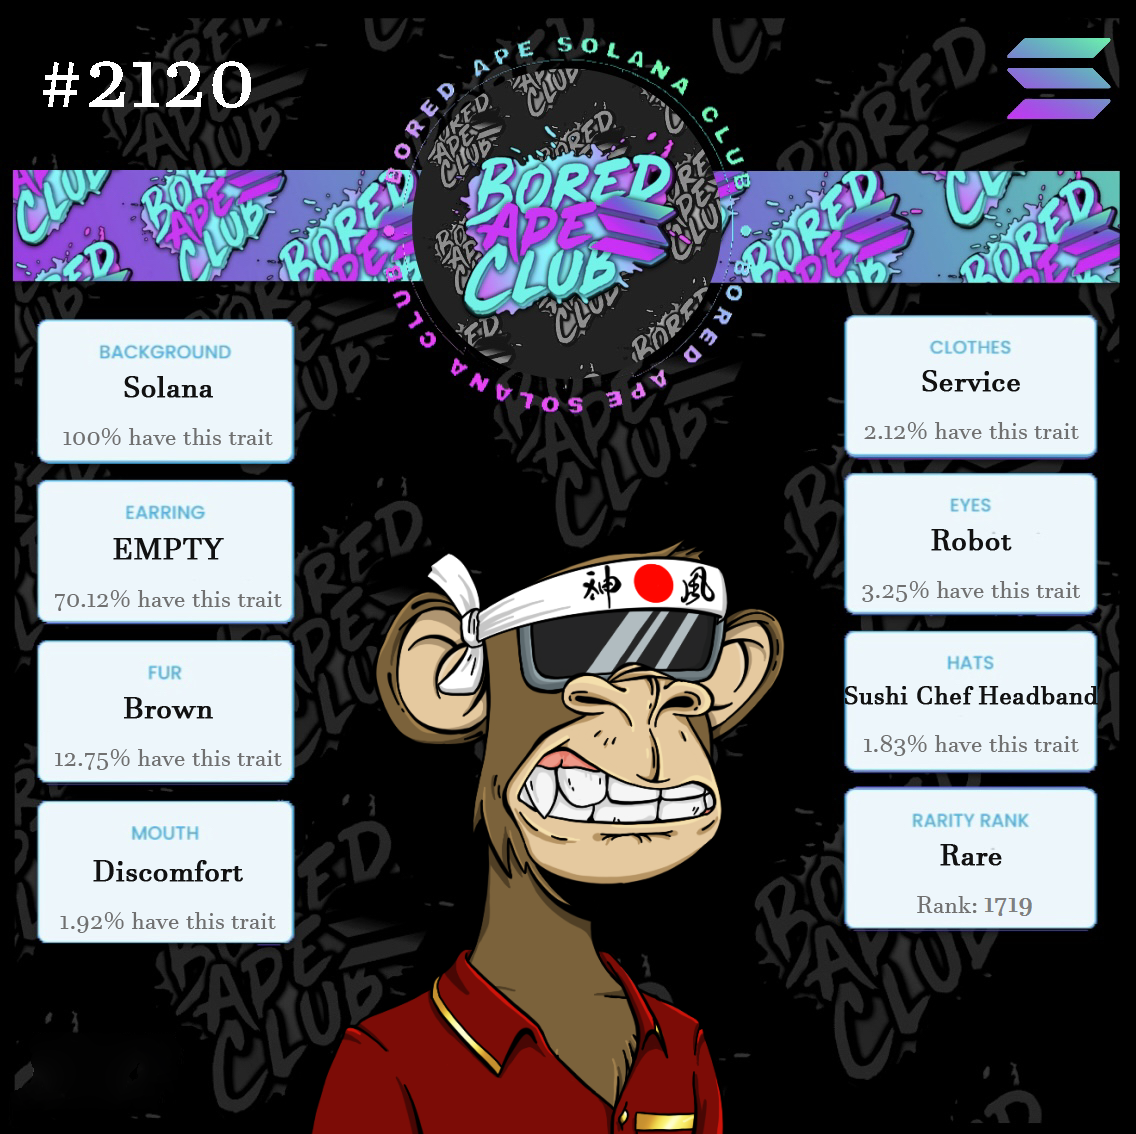 #2120
BORED APE SOLANA CLUB
BORED APE SOLANA CLUB
BORED
APE
CLUB
BACKGROUND
Solana
100% have this trait
EARRING
EMPTY
70.12% have this trait
FUR
Brown
12.75% have this trait
MOUTH
Discomfort
1.92% have this trait
CLOTHES
Service
2.12% have this trait
EYES
Robot
3.25% have this trait
HATS
Sushi Chef Headband
1.83% have this trait
RARITY RANK
Rare
Rank: 1719
神 風